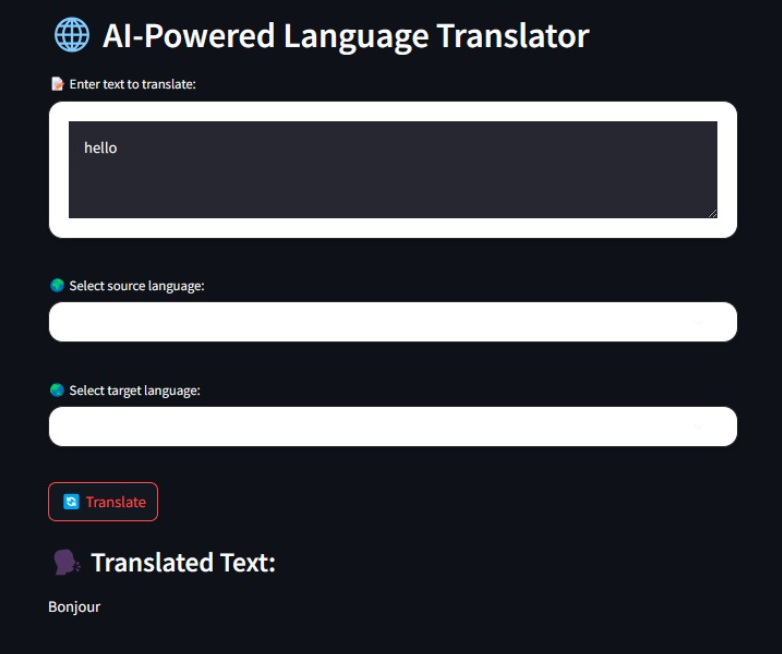 🌐 AI-Powered Language Translator
📝 Enter text to translate:
hello
🌍 Select source language:
🌏 Select target language:
🔄 Translate
🗣️ Translated Text:
Bonjour